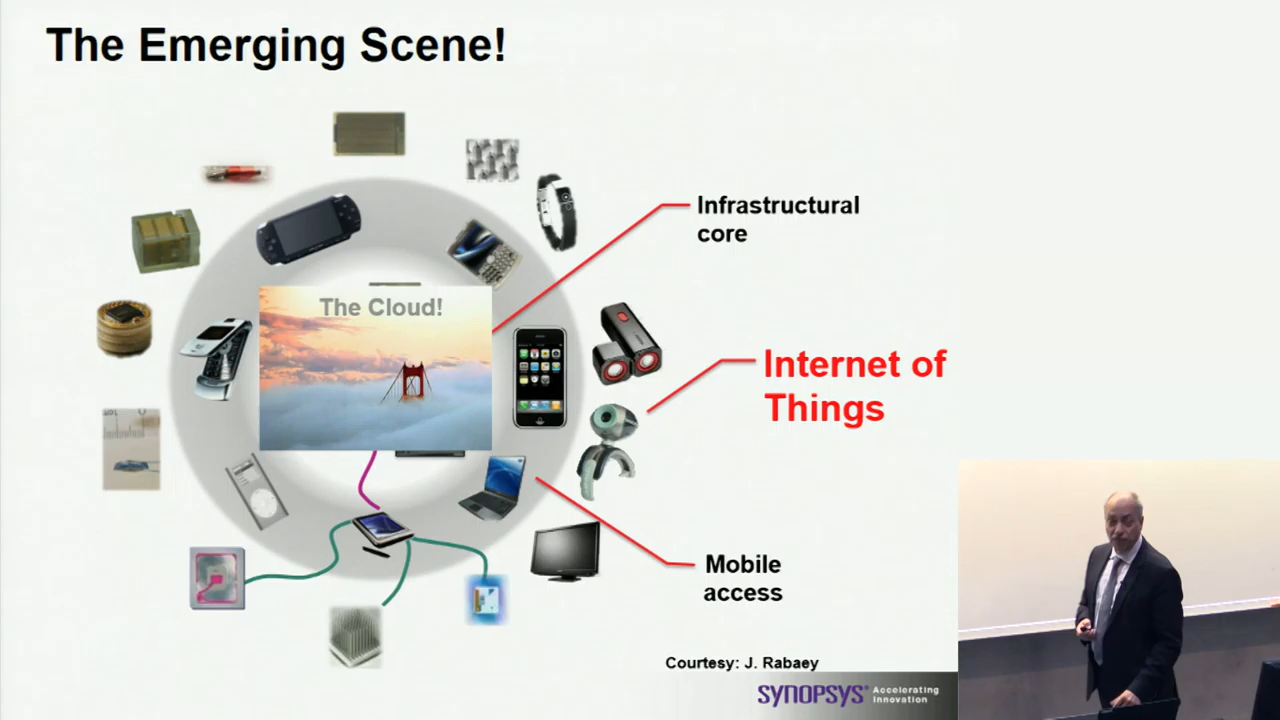 The Emerging Scene!
Infrastructural
core
The Cloud!
Internet of
Things
Mobile
access
Courtesy: J. Rabaey
SYNOPSYS® Accelerating
Innovation